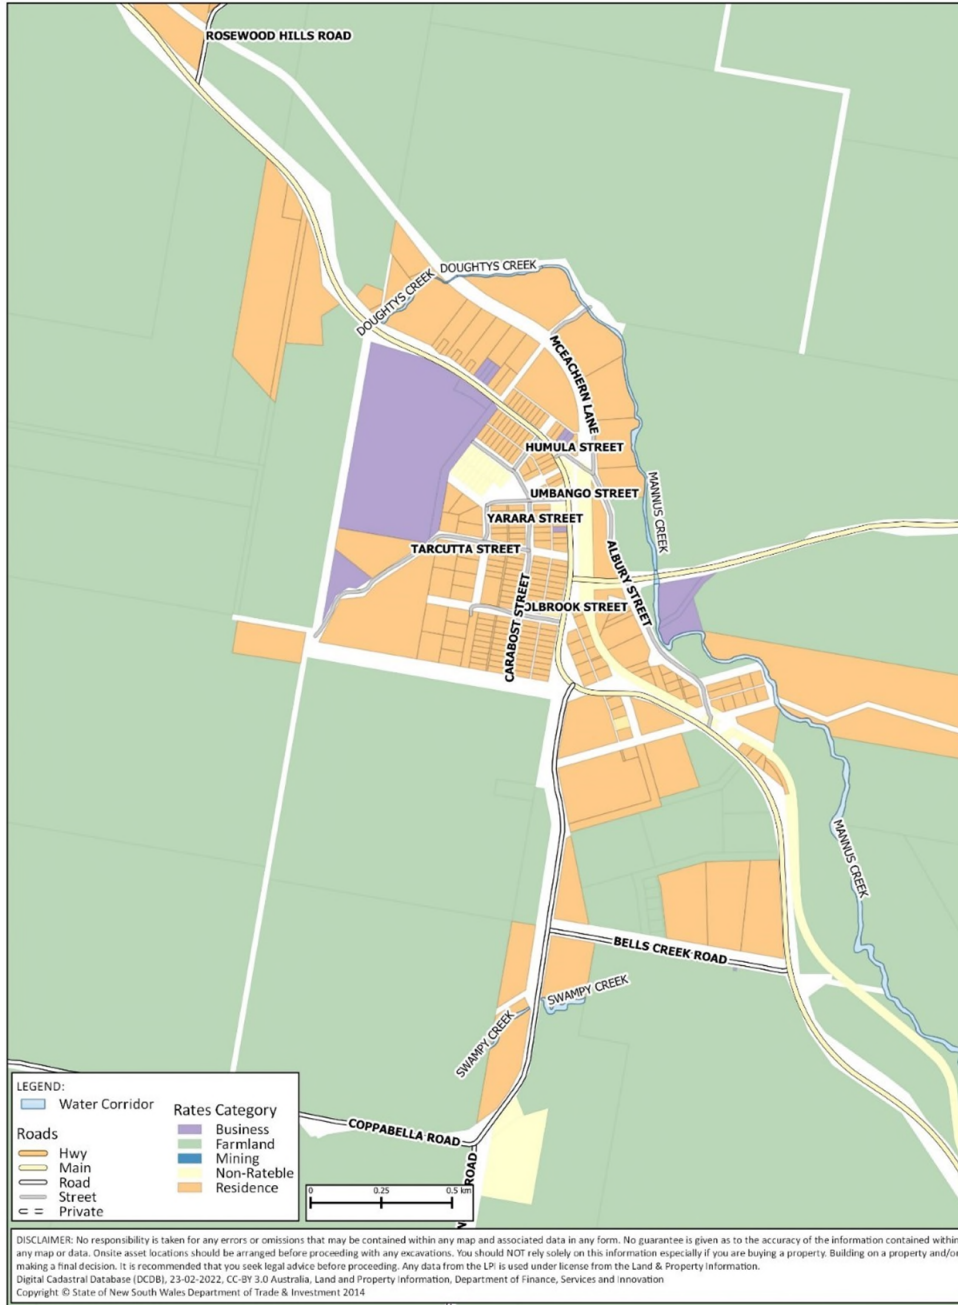 ROSEWOOD HILLS ROAD
DOUGHTYS CREEK
DOUGHTYS CREEK
MCEACHERN LANE
HUMULA STREET
MANNUS CREEK
UMBANGO STREET
YARARA STREET
TARCUTTA STREET
ALBURY STREET
CARABOST STREET
OLBROOK STREET
MANNUS CREEK
BELLS CREEK ROAD
SWAMPY CREEK
SWAMPY CREEK
COPPABELLA ROAD
ROAD
LEGEND:
Water Corridor
Roads
Hwy
Main
Road
Street
Private
Rates Category
Business
Farmland
Mining
Non-Rateble
Residence
0 0.25 0.5 km
DISCLAIMER: No responsibility is taken for any errors or omissions that may be contained within any map and associated data in any form. No guarantee is given as to the accuracy of the information contained within
any map or data. Onsite asset locations should be arranged before proceeding with any excavations. You should NOT rely solely on this information especially if you are buying a property. Building on a property and/or
making a final decision. It is recommended that you seek legal advice before proceeding. Any data from the LPI is used under license from the Land & Property Information.
Digital Cadastral Database (DCDB), 23-02-2022, CC-BY 3.0 Australia, Land and Property Information, Department of Finance, Services and Innovation
Copyright © State of New South Wales Department of Trade & Investment 2014